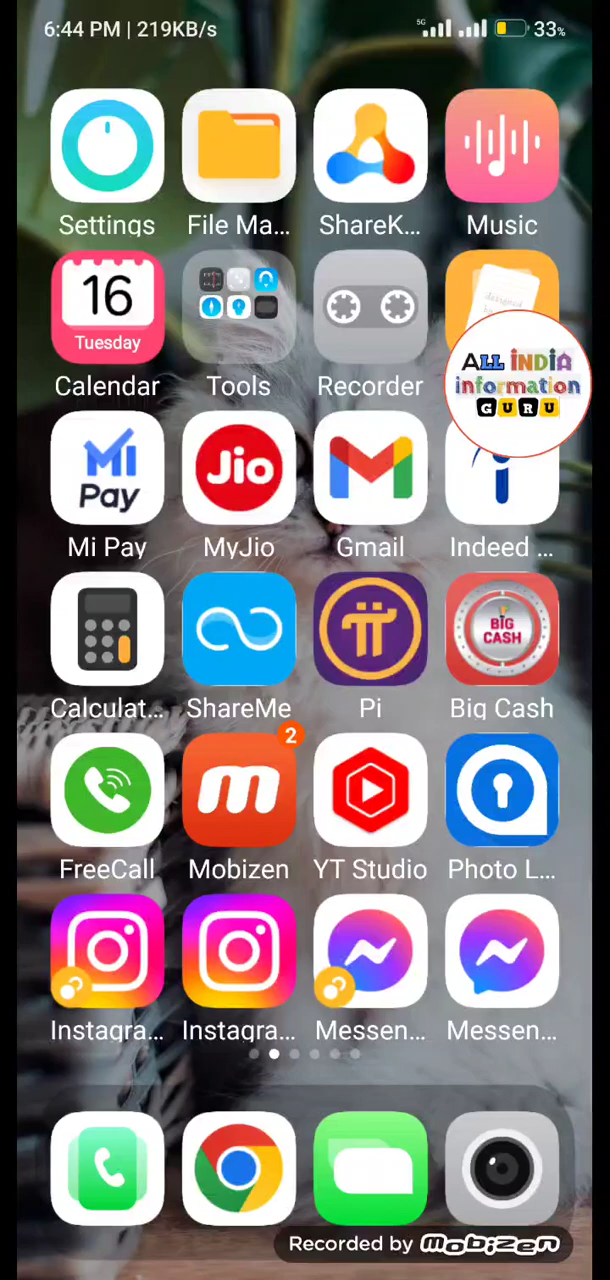 6:44 PM | 219KB/s 5G 33%
Settings File Ma... ShareK... Music
16
Tuesday
designed
ALL INDIA
information
GURU
Calendar Tools Recorder
Mi
Pay
Jio
Mi Pay MyJio Gmail Indeed ...
BIG
CASH
Calculat... ShareMe Pi Big Cash
2
FreeCall Mobizen YT Studio Photo L...
Instagra... Instagra... Messen... Messen...
Recorded by mobizen